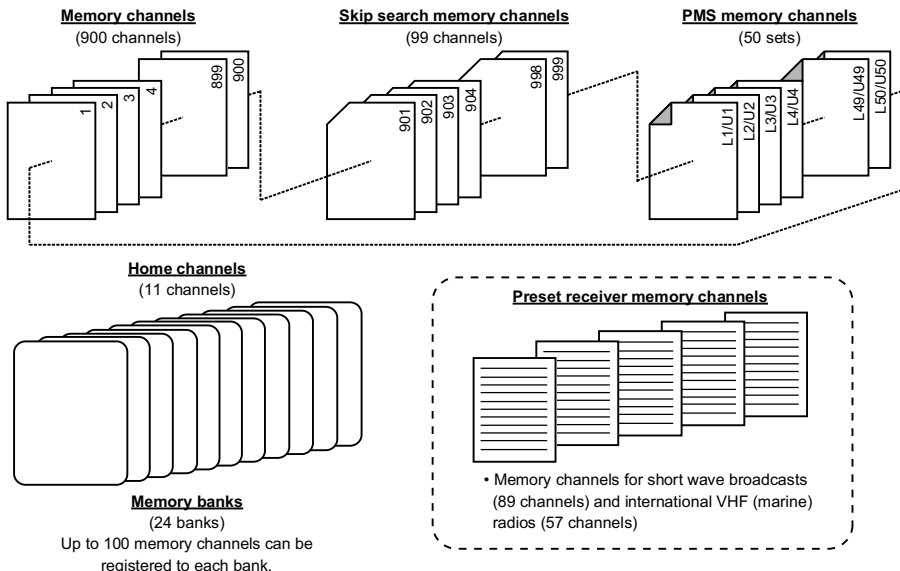 Memory channels
(900 channels)
1
2
3
4
899
900
Skip search memory channels
(99 channels)
901
902
903
904
998
999
PMS memory channels
(50 sets)
L1/U1
L2/U2
L3/U3
L4/U4
L49/U49
L50/U50
Home channels
(11 channels)
Memory banks
(24 banks)
Up to 100 memory channels can be
registered to each bank.
Preset receiver memory channels
• Memory channels for short wave broadcasts
(89 channels) and international VHF (marine)
radios (57 channels)